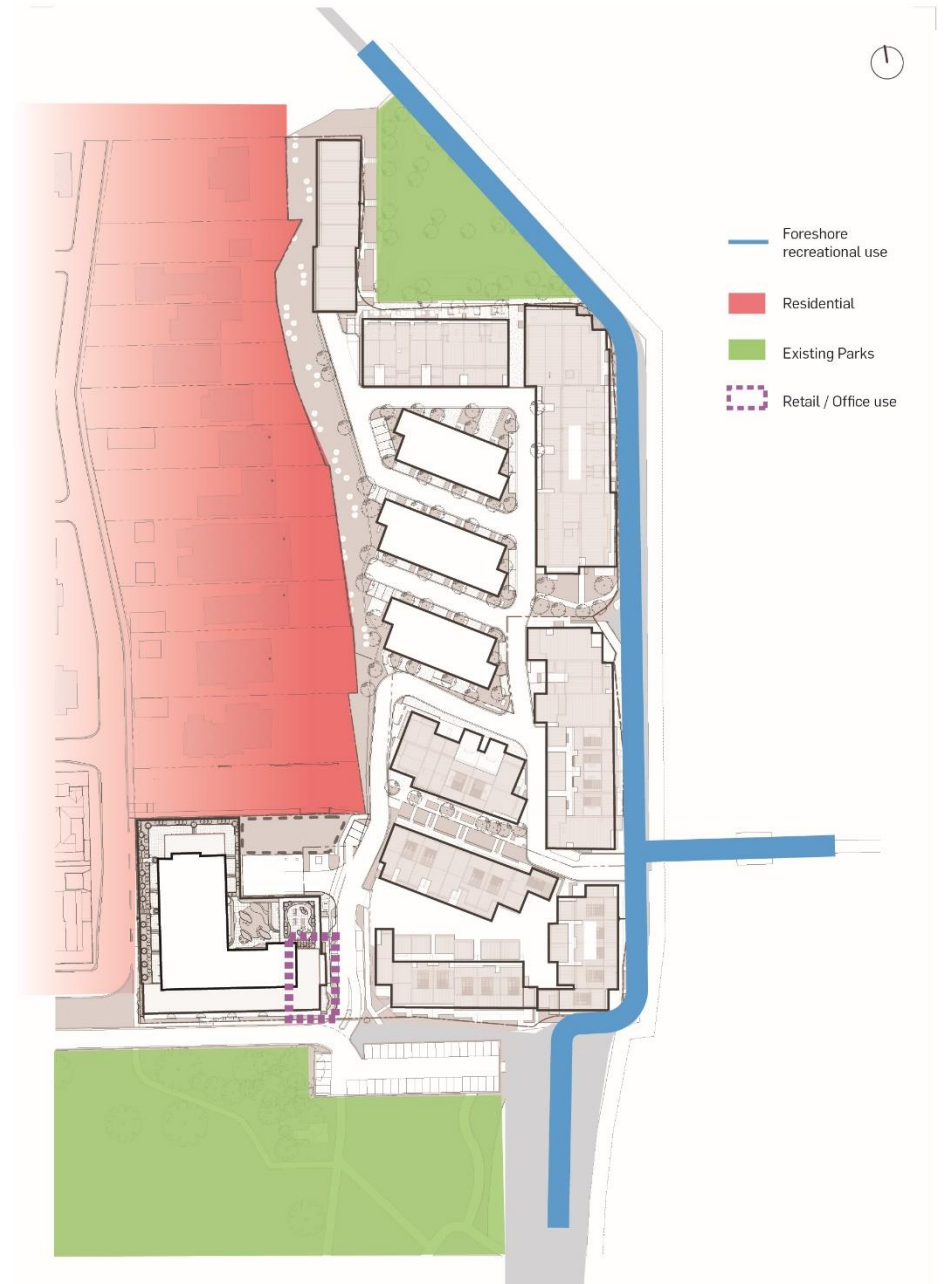 Foreshore
recreational use
Residential
Existing Parks
Retail / Office use